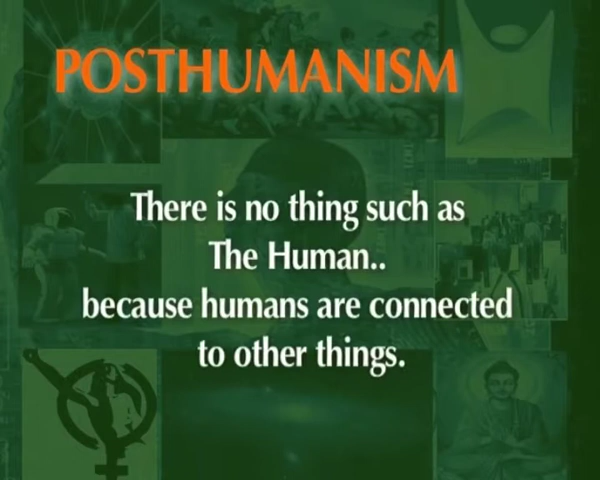 POSTHUMANISM
There is no thing such as
The Human..
because humans are connected
to other things.